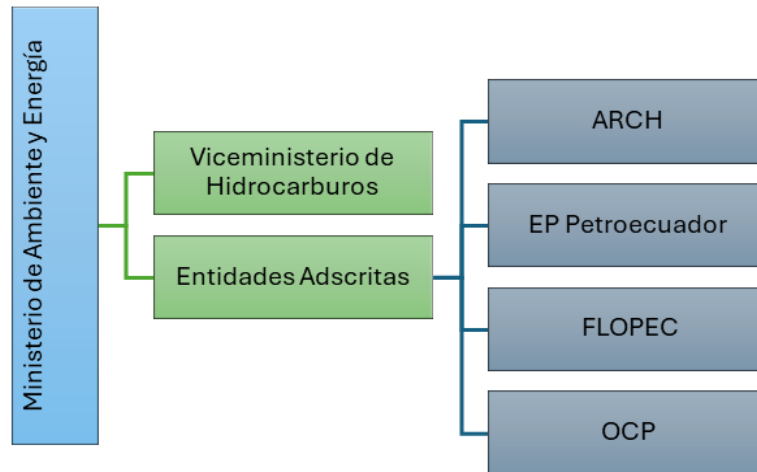 Ministerio de Ambiente y Energía
Viceministerio de
Hidrocarburos
Entidades Adscritas
ARCH
EP Petroecuador
FLOPEC
OCP